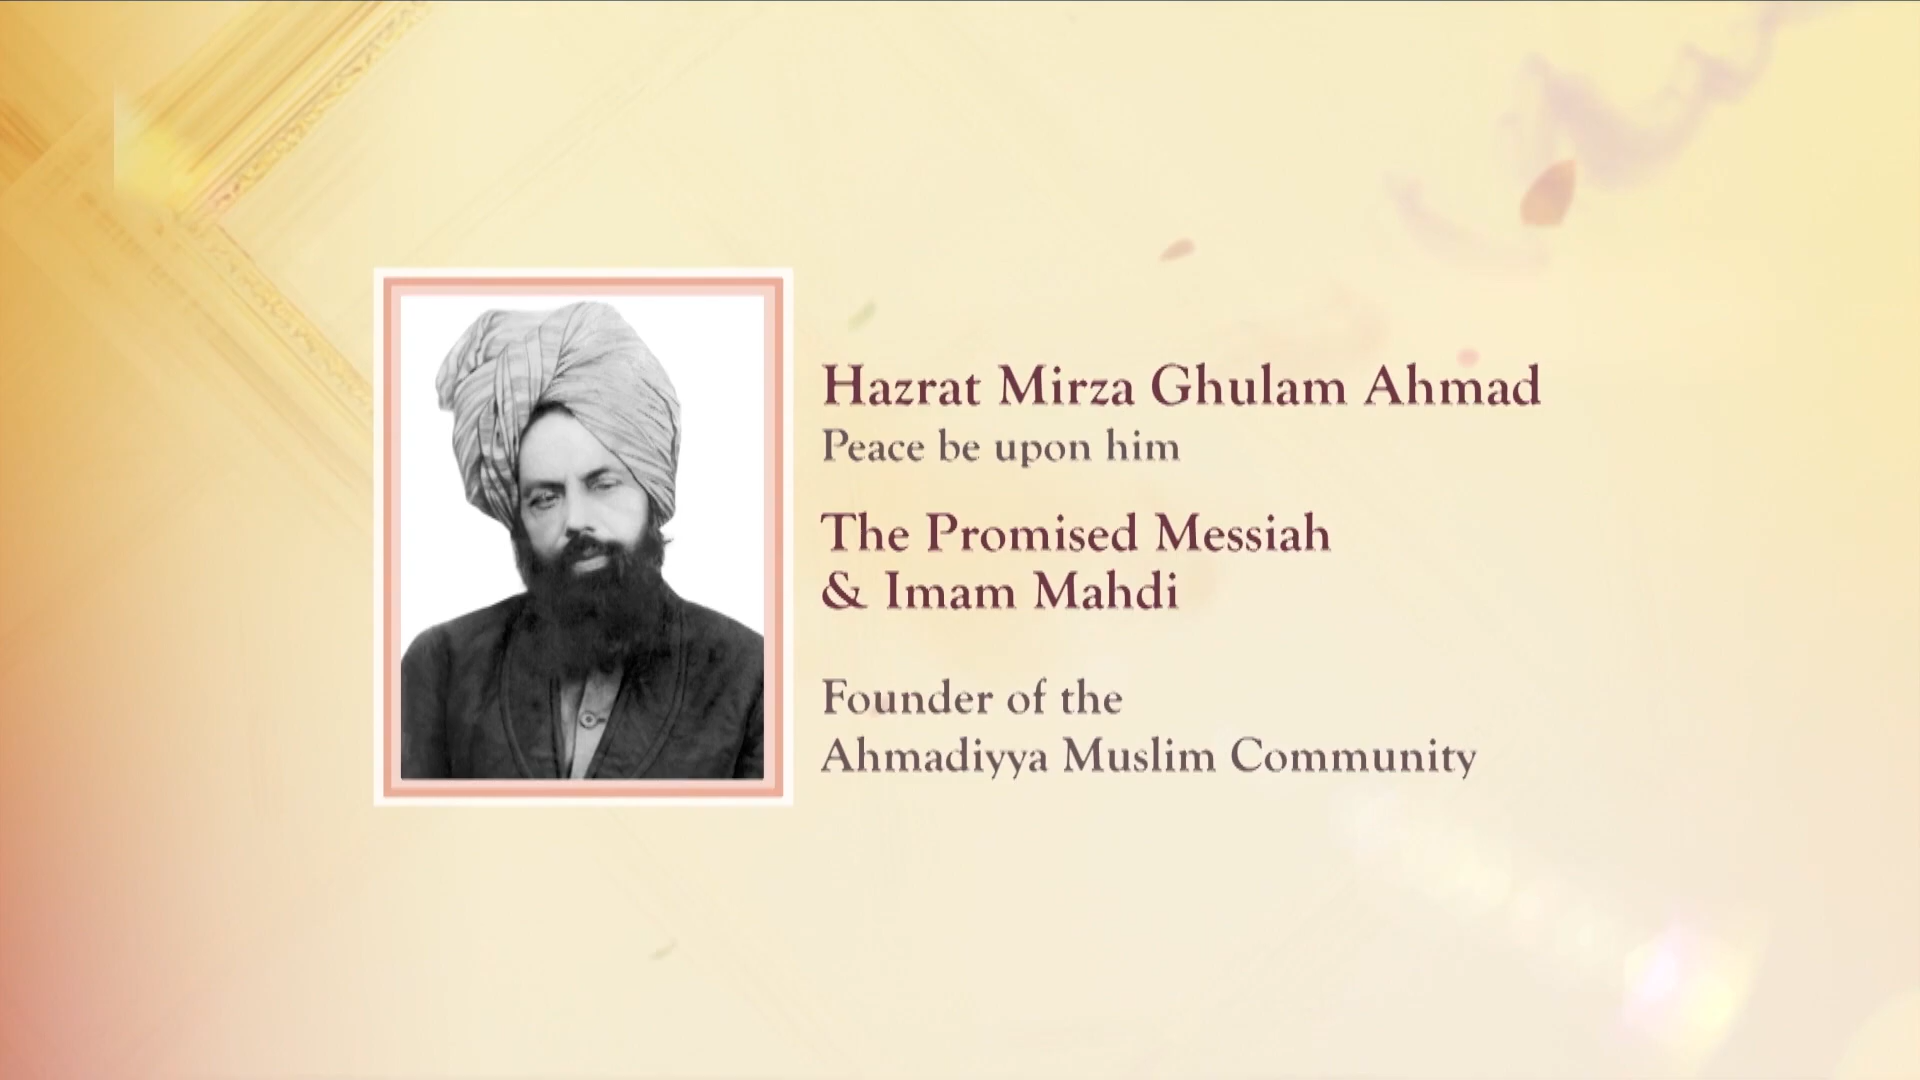 Hazrat Mirza Ghulam Ahmad
Peace be upon him
The Promised Messiah
& Imam Mahdi
Founder of the
Ahmadiyya Muslim Community